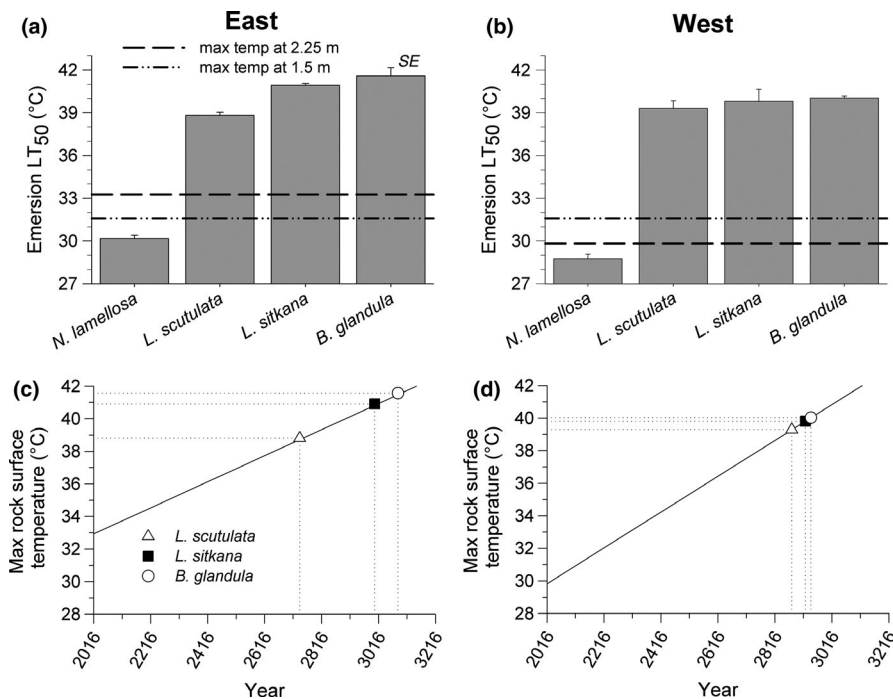 East
West
(a)
max temp at 2.25 m
max temp at 1.5 m
SE
Emersion LT50 (°C)
42
39
36
33
30
27
N. lamellosa
L. scutulata
L. sitkana
B. glandula
(b)
Emersion LT50 (°C)
42
39
36
33
30
27
N. lamellosa
L. scutulata
L. sitkana
B. glandula
(c)
Max rock surface
temperature (°C)
42
40
38
36
34
32
30
28
L. scutulata
L. sitkana
B. glandula
2016
2216
2416
2616
2816
3016
3216
Year
(d)
Max rock surface
temperature (°C)
42
40
38
36
34
32
30
28
2016
2216
2416
2616
2816
3016
3216
Year